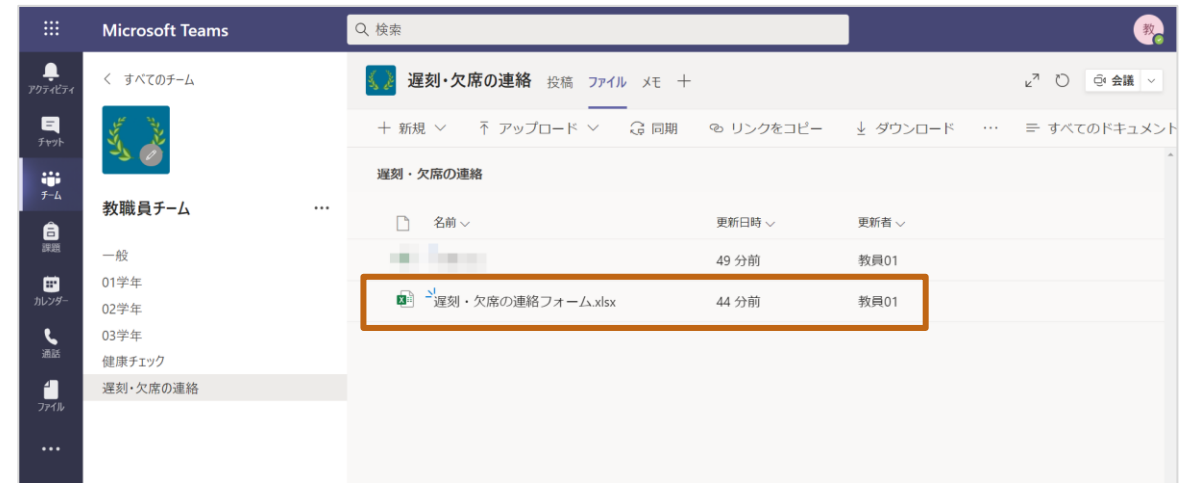 Microsoft Teams
検索
教
アクティビティ
チャット
チーム
課題
カレンダー
通話
ファイル
すべてのチーム
教職員チーム
一般
01学年
02学年
03学年
健康チェック
遅刻・欠席の連絡
遅刻・欠席の連絡 投稿 ファイル メモ
会議
新規 アップロード 同期 リンクをコピー ダウンロード すべてのドキュメント
遅刻・欠席の連絡
名前 更新日時 更新者
49 分前 教員01
遅刻・欠席の連絡フォーム.xlsx 44 分前 教員01